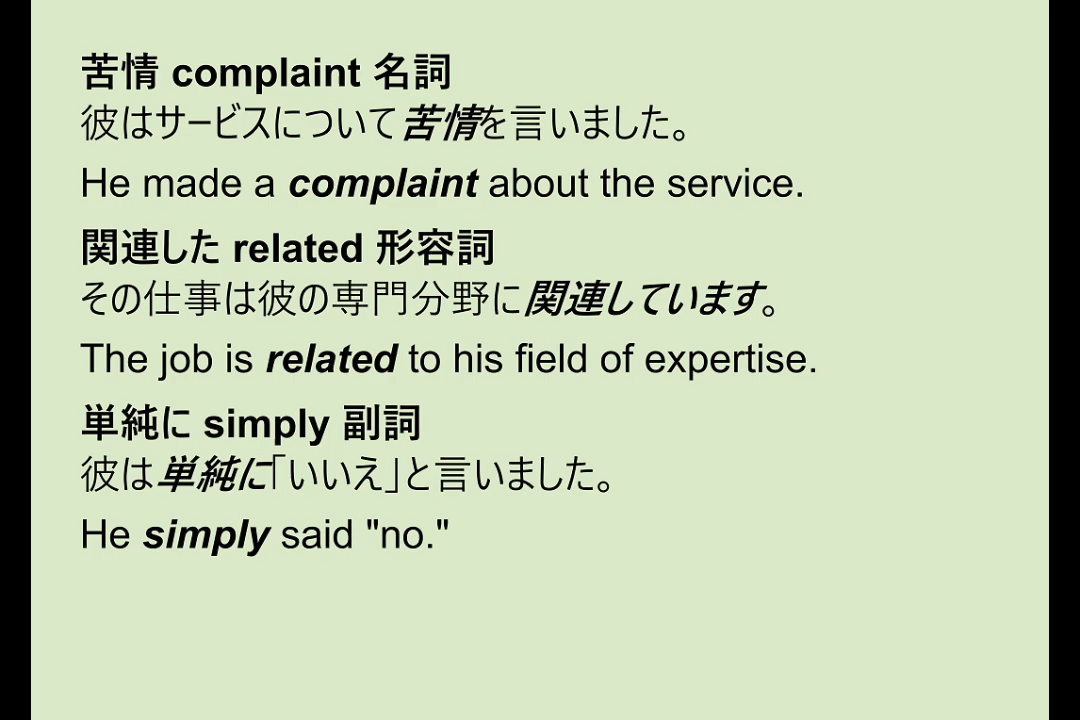 苦情 complaint 名詞
彼はサービスについて苦情を言いました。
He made a complaint about the service.
関連した related 形容詞
その仕事は彼の専門分野に関連しています。
The job is related to his field of expertise.
単純に simply 副詞
彼は単純に「いいえ」と言いました。
He simply said "no."